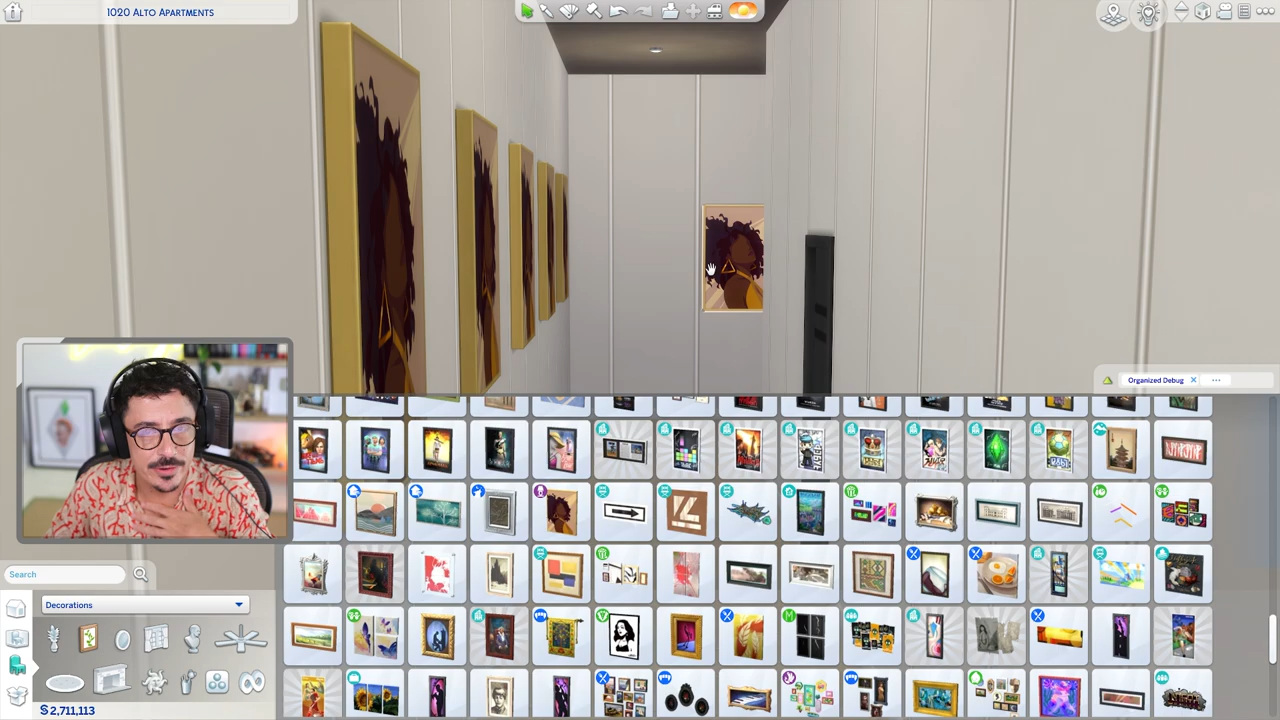 1020 Alto Apartments
Organized Debug
Search
Decorations
§2,711,113